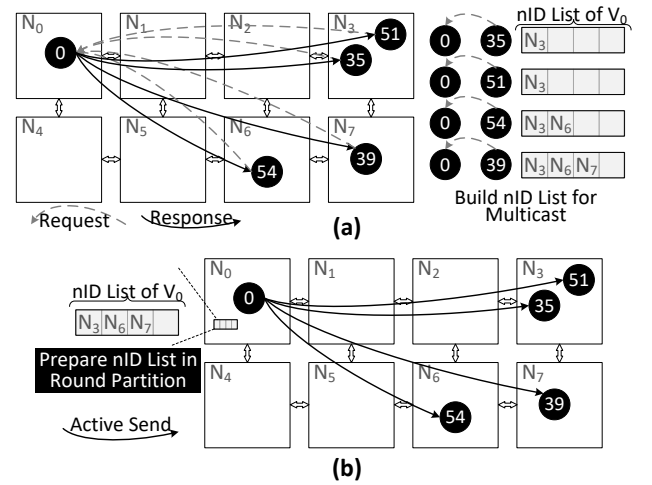 N0 N1 N2 N3
0 51
35
N4 N5 N6 N7
54 39
Request Response
(a)
nID List of V0
0 35 N3
0 51 N3
0 54 N3 N6
0 39 N3 N6 N7
Build nID List for
Multicast
nID List of V0
N3 N6 N7
Prepare nID List in
Round Partition
Active Send
N0 N1 N2 N3
0 51
35
N4 N5 N6 N7
54 39
(b)